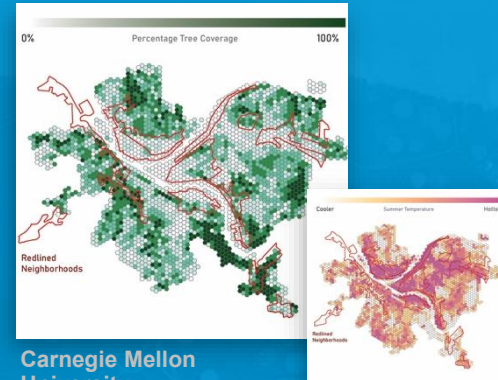 0% Percentage Tree Coverage 100%
Redlined
Neighborhoods
Cooler Summer Temperature
Redlined
Neighborhoods
Carnegie Mellon